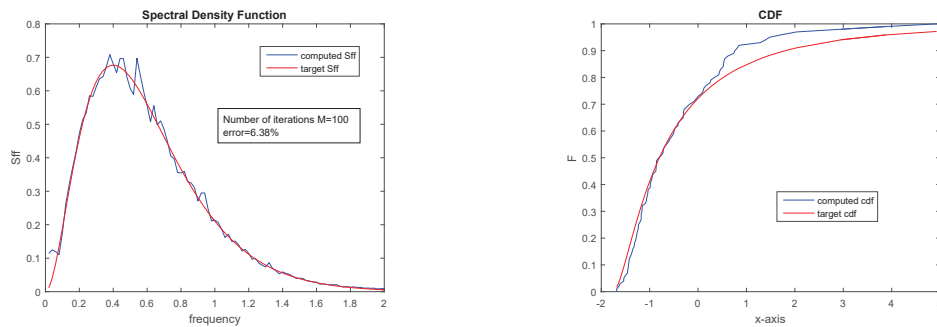 Spectral Density Function
0.8
0.7
0.6
0.5
0.4
0.3
0.2
0.1
0
Sff
computed Sff
target Sff
Number of iterations M=100
error=6.38%
0 0.2 0.4 0.6 0.8 1 1.2 1.4 1.6 1.8 2
frequency
CDF
1
0.9
0.8
0.7
0.6
0.5
0.4
0.3
0.2
0.1
0
F
computed cdf
target cdf
-2 -1 0 1 2 3 4
x-axis